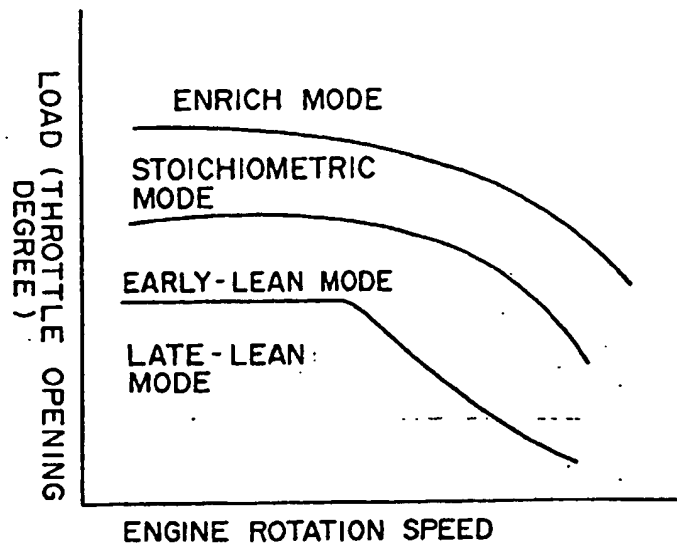 LOAD (THROTTLE OPENING
DEGREE)
ENRICH MODE
STOICHIOMETRIC
MODE
EARLY-LEAN MODE
LATE-LEAN
MODE
ENGINE ROTATION SPEED